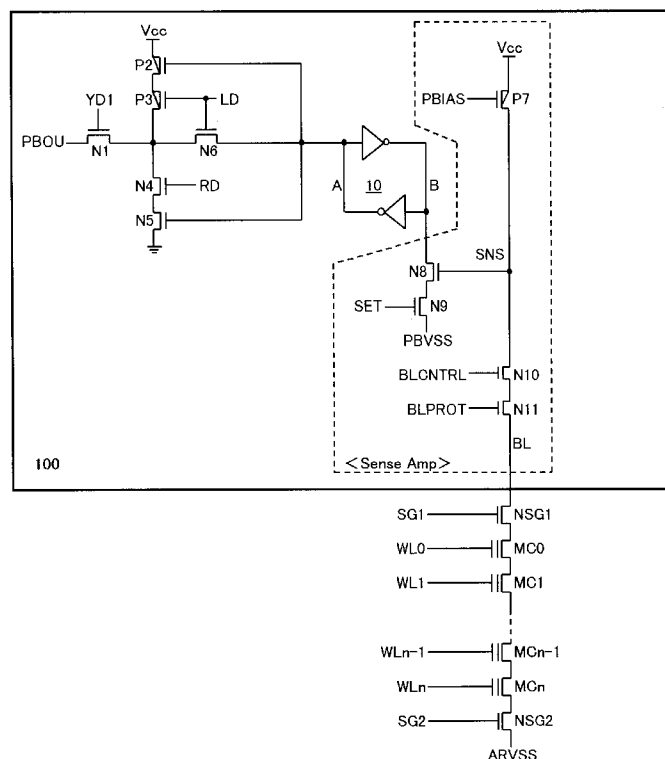 Vcc
P2
P3
LD
YD1
PBOU
N1
N6
N4
RD
N5
A
10
B
Vcc
PBIAS
P7
SNS
N8
SET
N9
PBVSS
BLCNTRL
N10
BLPROT
N11
BL
100
<Sense Amp>
SG1
NSG1
WL0
MC0
WL1
MC1
WLn-1
MCn-1
WLn
MCn
SG2
NSG2
ARVSS